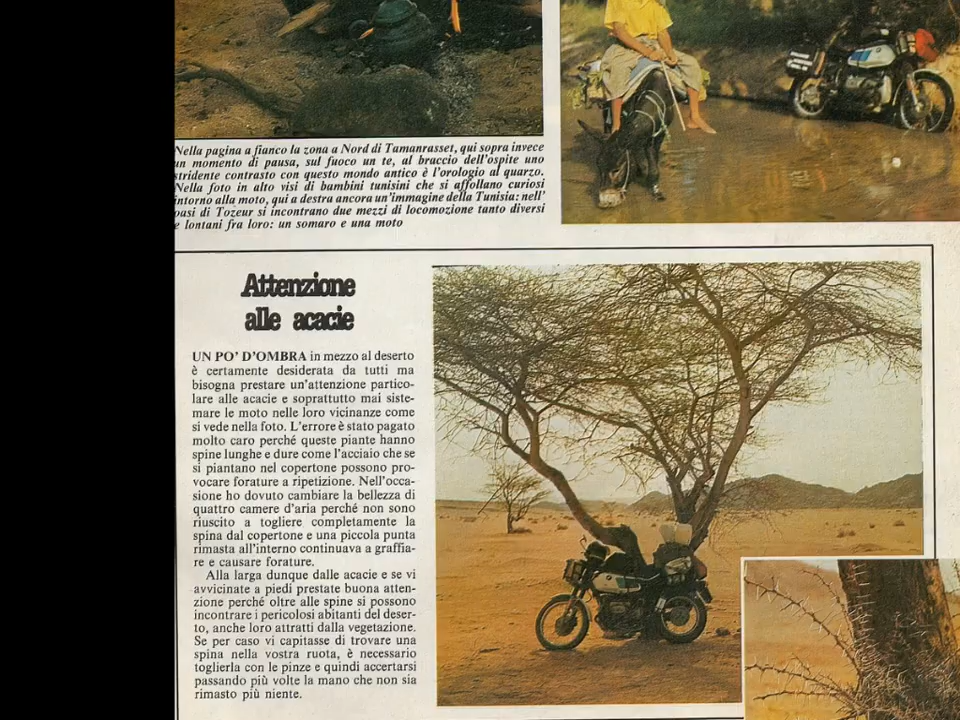 Nella pagina a fianco la zona a Nord di Tamanrasset, qui sopra invece
un momento di pausa, sul fuoco un te, al braccio dell'ospite uno
stridente contrasto con questo mondo antico è l'orologio al quarzo.
Nella foto in alto visi di bambini tunisini che si affollano curiosi
intorno alla moto, qui a destra ancora un'immagine della Tunisia: nell'
oasi di Tozeur si incontrano due mezzi di locomozione tanto diversi
e lontani fra loro: un somaro e una moto
Attenzione
alle acacie
UN PO' D'OMBRA in mezzo al deserto
è certamente desiderata da tutti ma
bisogna prestare un'attenzione partico-
lare alle acacie e soprattutto mai siste-
mare le moto nelle loro vicinanze come
si vede nella foto. L'errore è stato pagato
molto caro perché queste piante hanno
spine lunghe e dure come l'acciaio che se
si piantano nel copertone possono pro-
vocare forature a ripetizione. Nell'occa-
sione ho dovuto cambiare la bellezza di
quattro camere d'aria perché non sono
riuscito a togliere completamente la
spina dal copertone e una piccola punta
rimasta all'interno continuava a graffia-
re e causare forature.
Alla larga dunque dalle acacie e se vi
avvicinate a piedi prestate buona atten-
zione perché oltre alle spine si possono
incontrare i pericolosi abitanti del deser-
to, anche loro attratti dalla vegetazione.
Se per caso vi capitasse di trovare una
spina nella vostra ruota, è necessario
toglierla con le pinze e quindi accertarsi
passando più volte la mano che non sia
rimasto più niente.